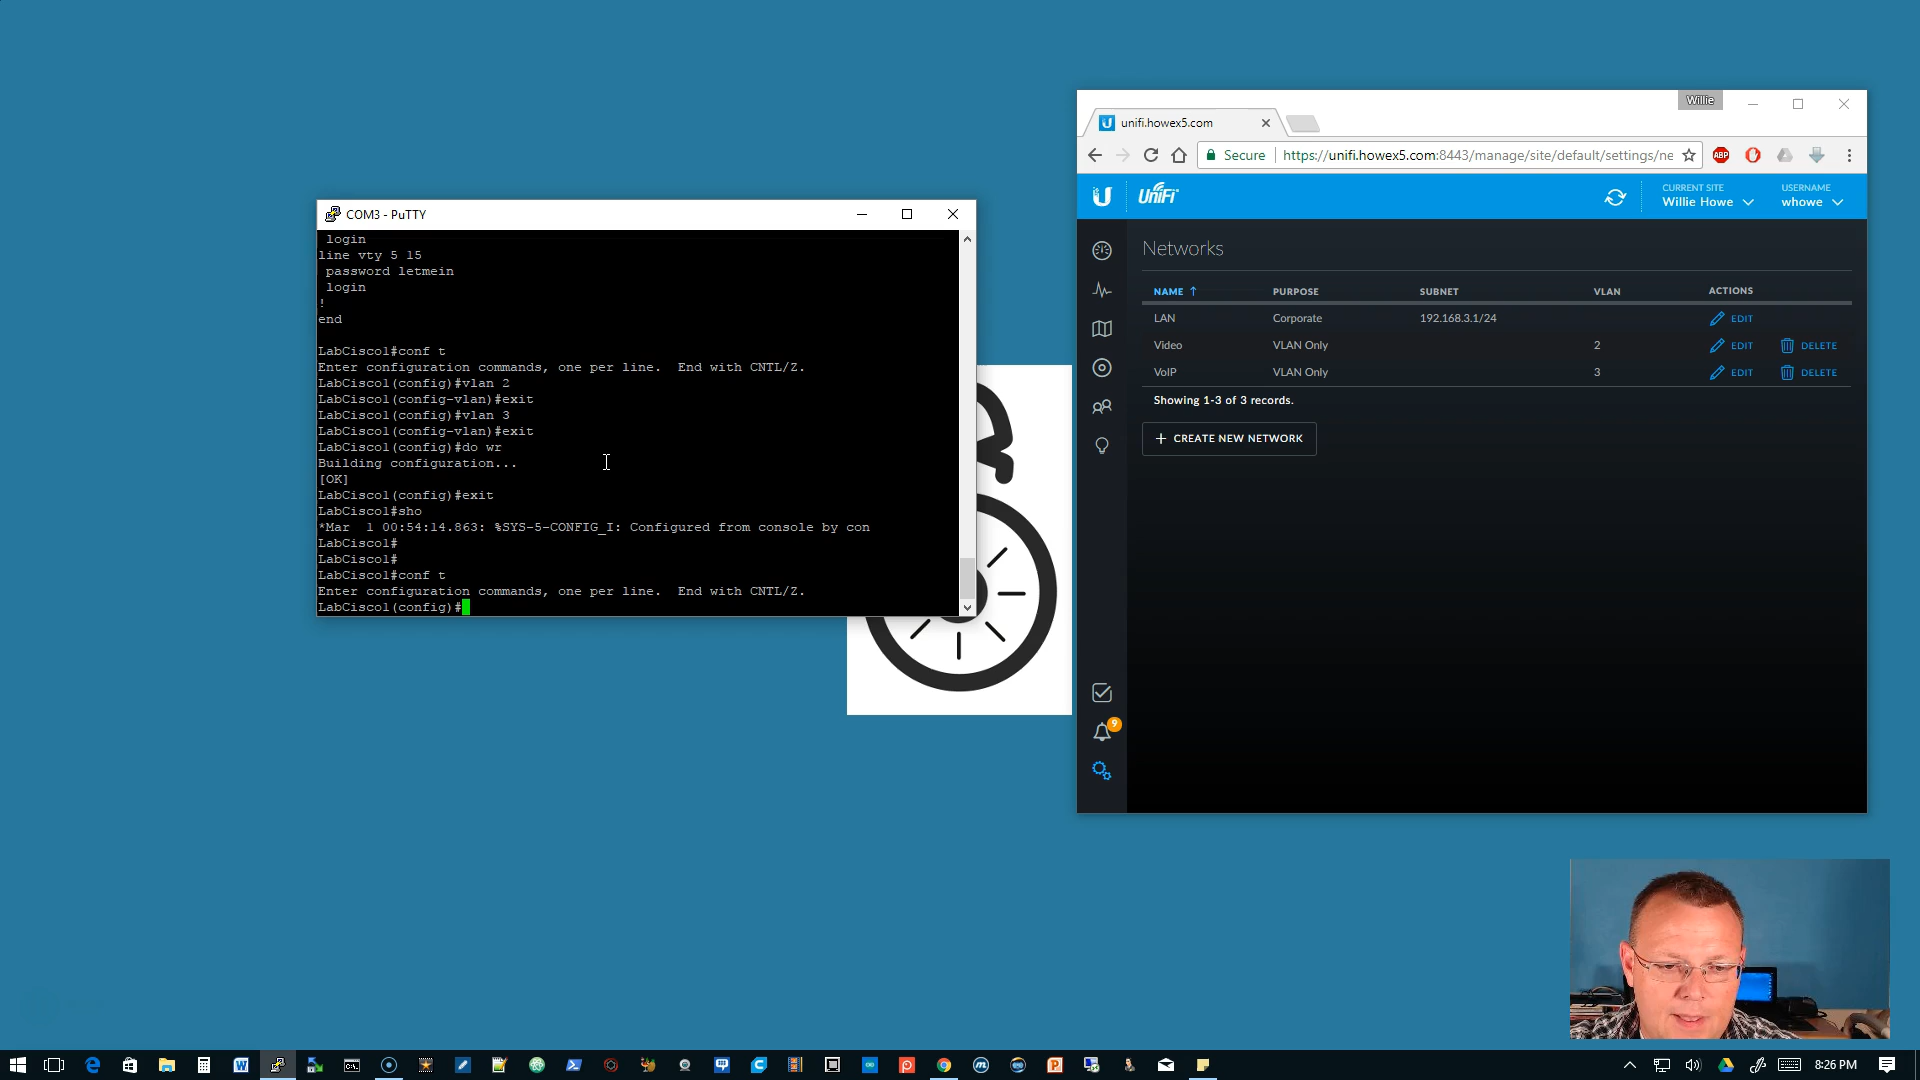 COM3 - PuTTY
login
line vty 5 15
password letmein
login
!
end
LabCisco1#conf t
Enter configuration commands, one per line.  End with CNTL/Z.
LabCisco1(config)#vlan 2
LabCisco1(config-vlan)#exit
LabCisco1(config)#vlan 3
LabCisco1(config-vlan)#exit
LabCisco1(config)#do wr
Building configuration...
[OK]
LabCisco1(config)#exit
LabCisco1#sho
*Mar  1 00:54:14.863: %SYS-5-CONFIG_I: Configured from console by con
LabCisco1#
LabCisco1#
LabCisco1#conf t
Enter configuration commands, one per line.  End with CNTL/Z.
LabCisco1(config)#
Willie
unifi.howex5.com
Secure https://unifi.howex5.com:8443/manage/site/default/settings/ne
ABP
UniFi
CURRENT SITE USERNAME
Willie Howe whowe
Networks
NAME PURPOSE SUBNET VLAN ACTIONS
LAN Corporate 192.168.3.1/24 EDIT
Video VLAN Only 2 EDIT DELETE
VoIP VLAN Only 3 EDIT DELETE
Showing 1-3 of 3 records.
CREATE NEW NETWORK
9
8:26 PM